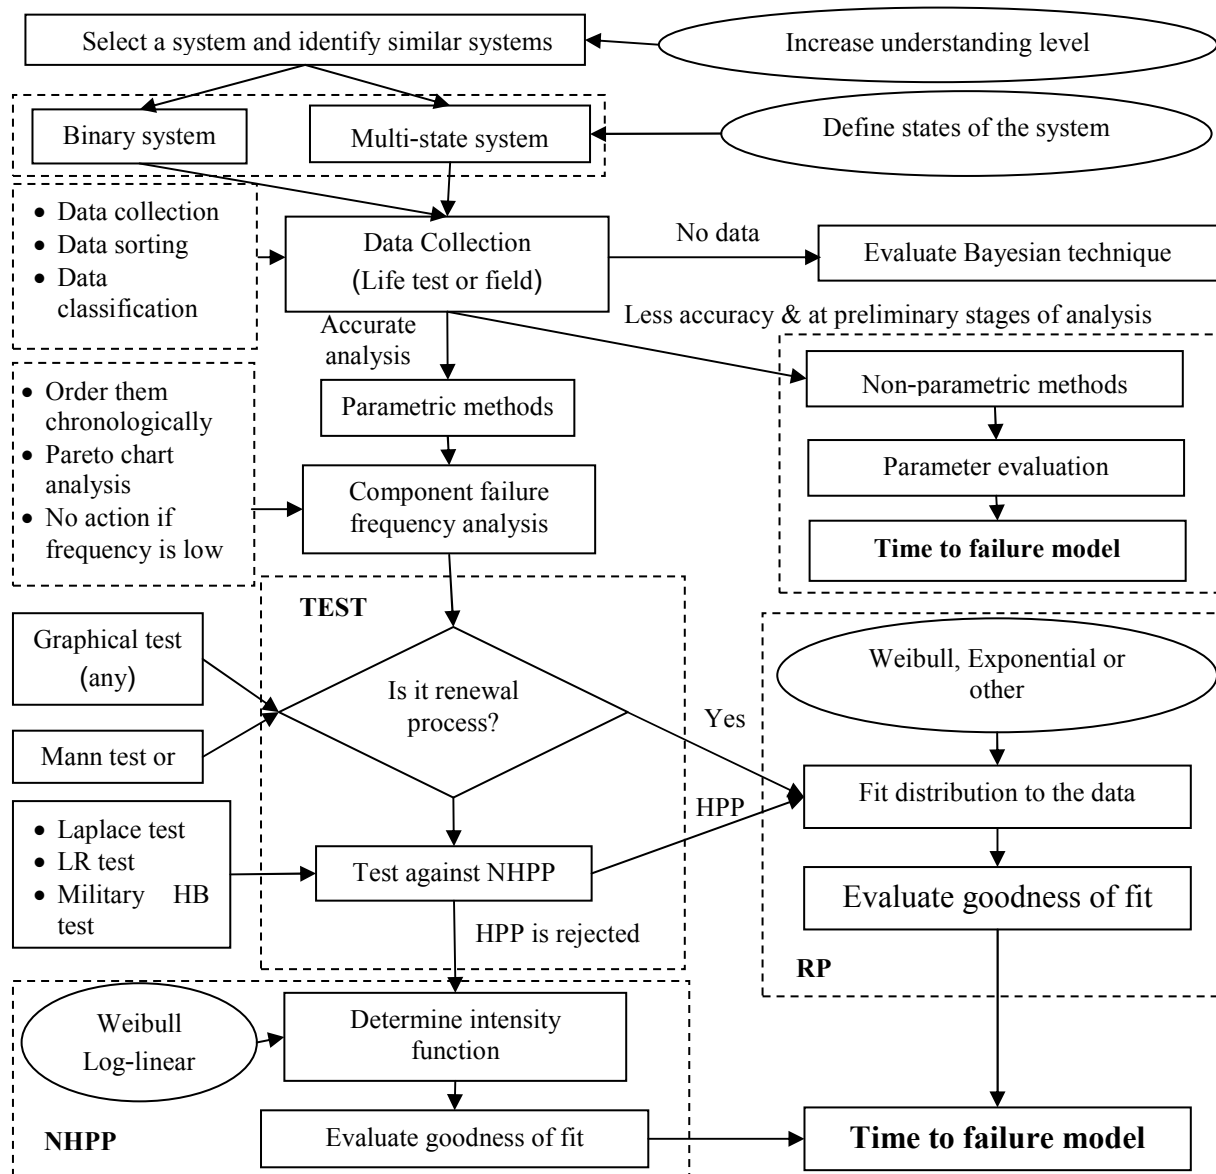 Select a system and identify similar systems
Increase understanding level
Binary system
Multi-state system
Define states of the system
• Data collection
• Data sorting
• Data
classification
Data Collection
(Life test or field)
No data
Evaluate Bayesian technique
Accurate
analysis
Less accuracy & at preliminary stages of analysis
• Order them
chronologically
• Pareto chart
analysis
• No action if
frequency is low
Parametric methods
Component failure
frequency analysis
Non-parametric methods
Parameter evaluation
Time to failure model
TEST
Graphical test
(any)
Mann test or
Is it renewal
process?
Yes
HPP
• Laplace test
• LR test
• Military HB
test
Test against NHPP
HPP is rejected
Weibull, Exponential or
other
Fit distribution to the data
Evaluate goodness of fit
RP
Weibull
Log-linear
Determine intensity
function
NHPP
Evaluate goodness of fit
Time to failure model